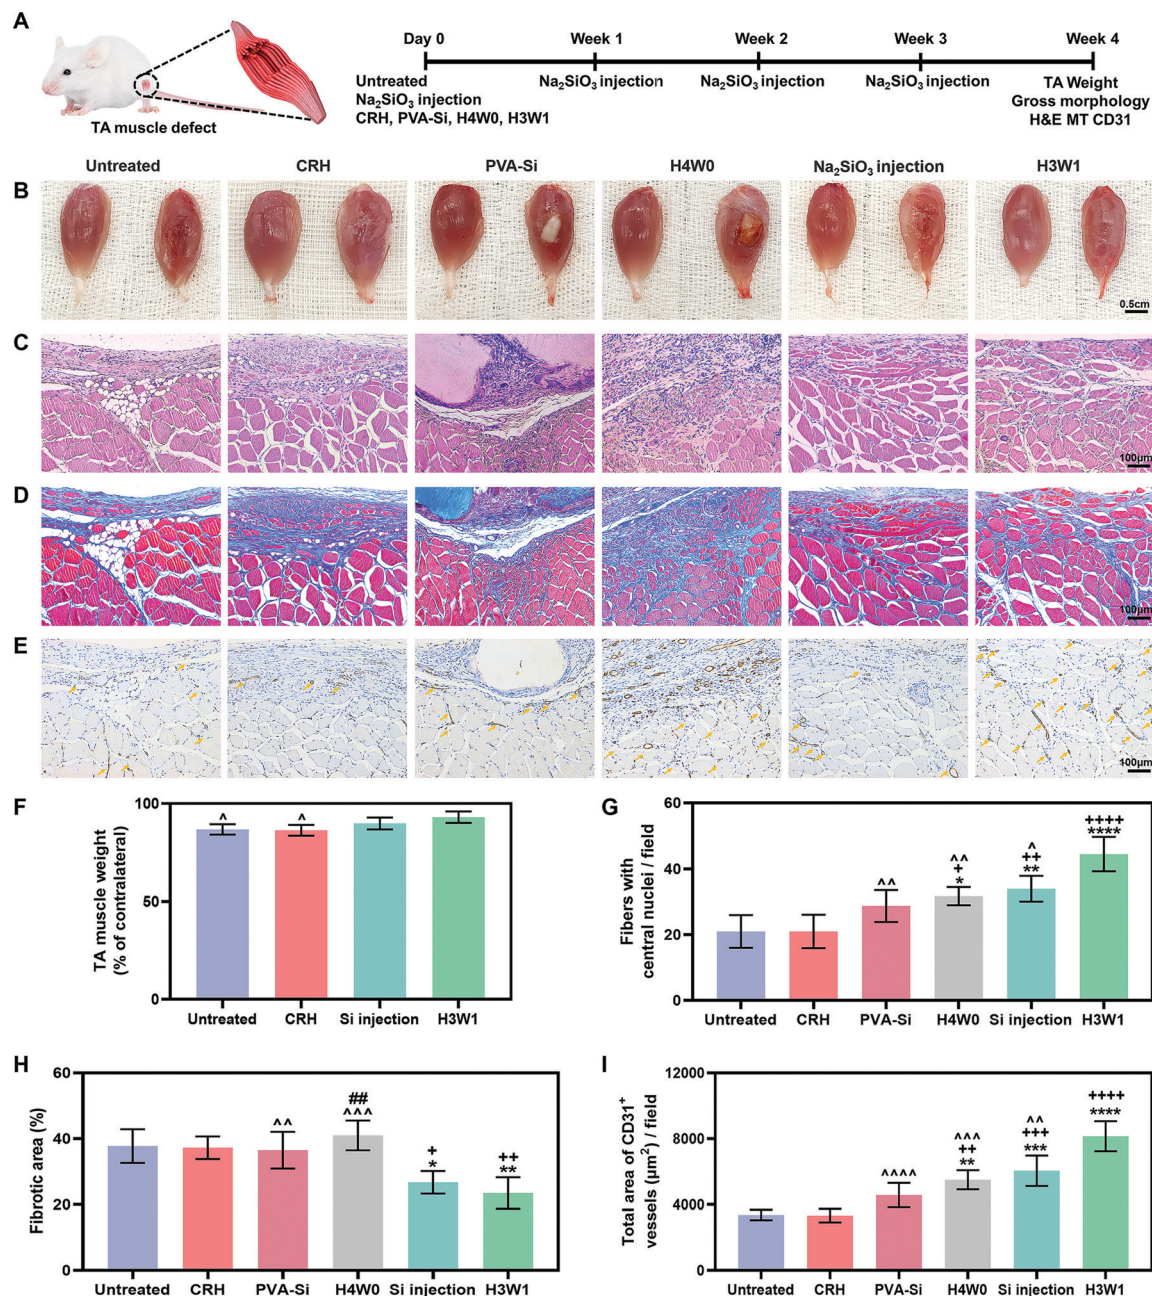 A
TA muscle defect
Day 0
Week 1
Week 2
Week 3
Week 4
Untreated
Na₂SiO₃ injection
CRH, PVA-Si, H4W0, H3W1
Na₂SiO₃ injection
Na₂SiO₃ injection
Na₂SiO₃ injection
TA Weight
Gross morphology
H&E MT CD31
Untreated
CRH
PVA-Si
H4W0
Na₂SiO₃ injection
H3W1
B
0.5cm
C
100µm
D
100µm
E
100µm
F
TA muscle weight
(% of contralateral)
100
50
0
^
^
Untreated
CRH
Si injection
H3W1
G
Fibers with
central nuclei / field
60
40
20
0
^^
^^
+
*
^
++
**
++++
****
Untreated
CRH
PVA-Si
H4W0
Si injection
H3W1
H
Fibrotic area (%)
60
40
20
0
^^
##
^^^
+
*
++
**
Untreated
CRH
PVA-Si
H4W0
Si injection
H3W1
I
Total area of CD31⁺
vessels (µm²) / field
12000
8000
4000
0
^^^^
^^^
++
**
^^
+++
***
++++
****
Untreated
CRH
PVA-Si
H4W0
Si injection
H3W1